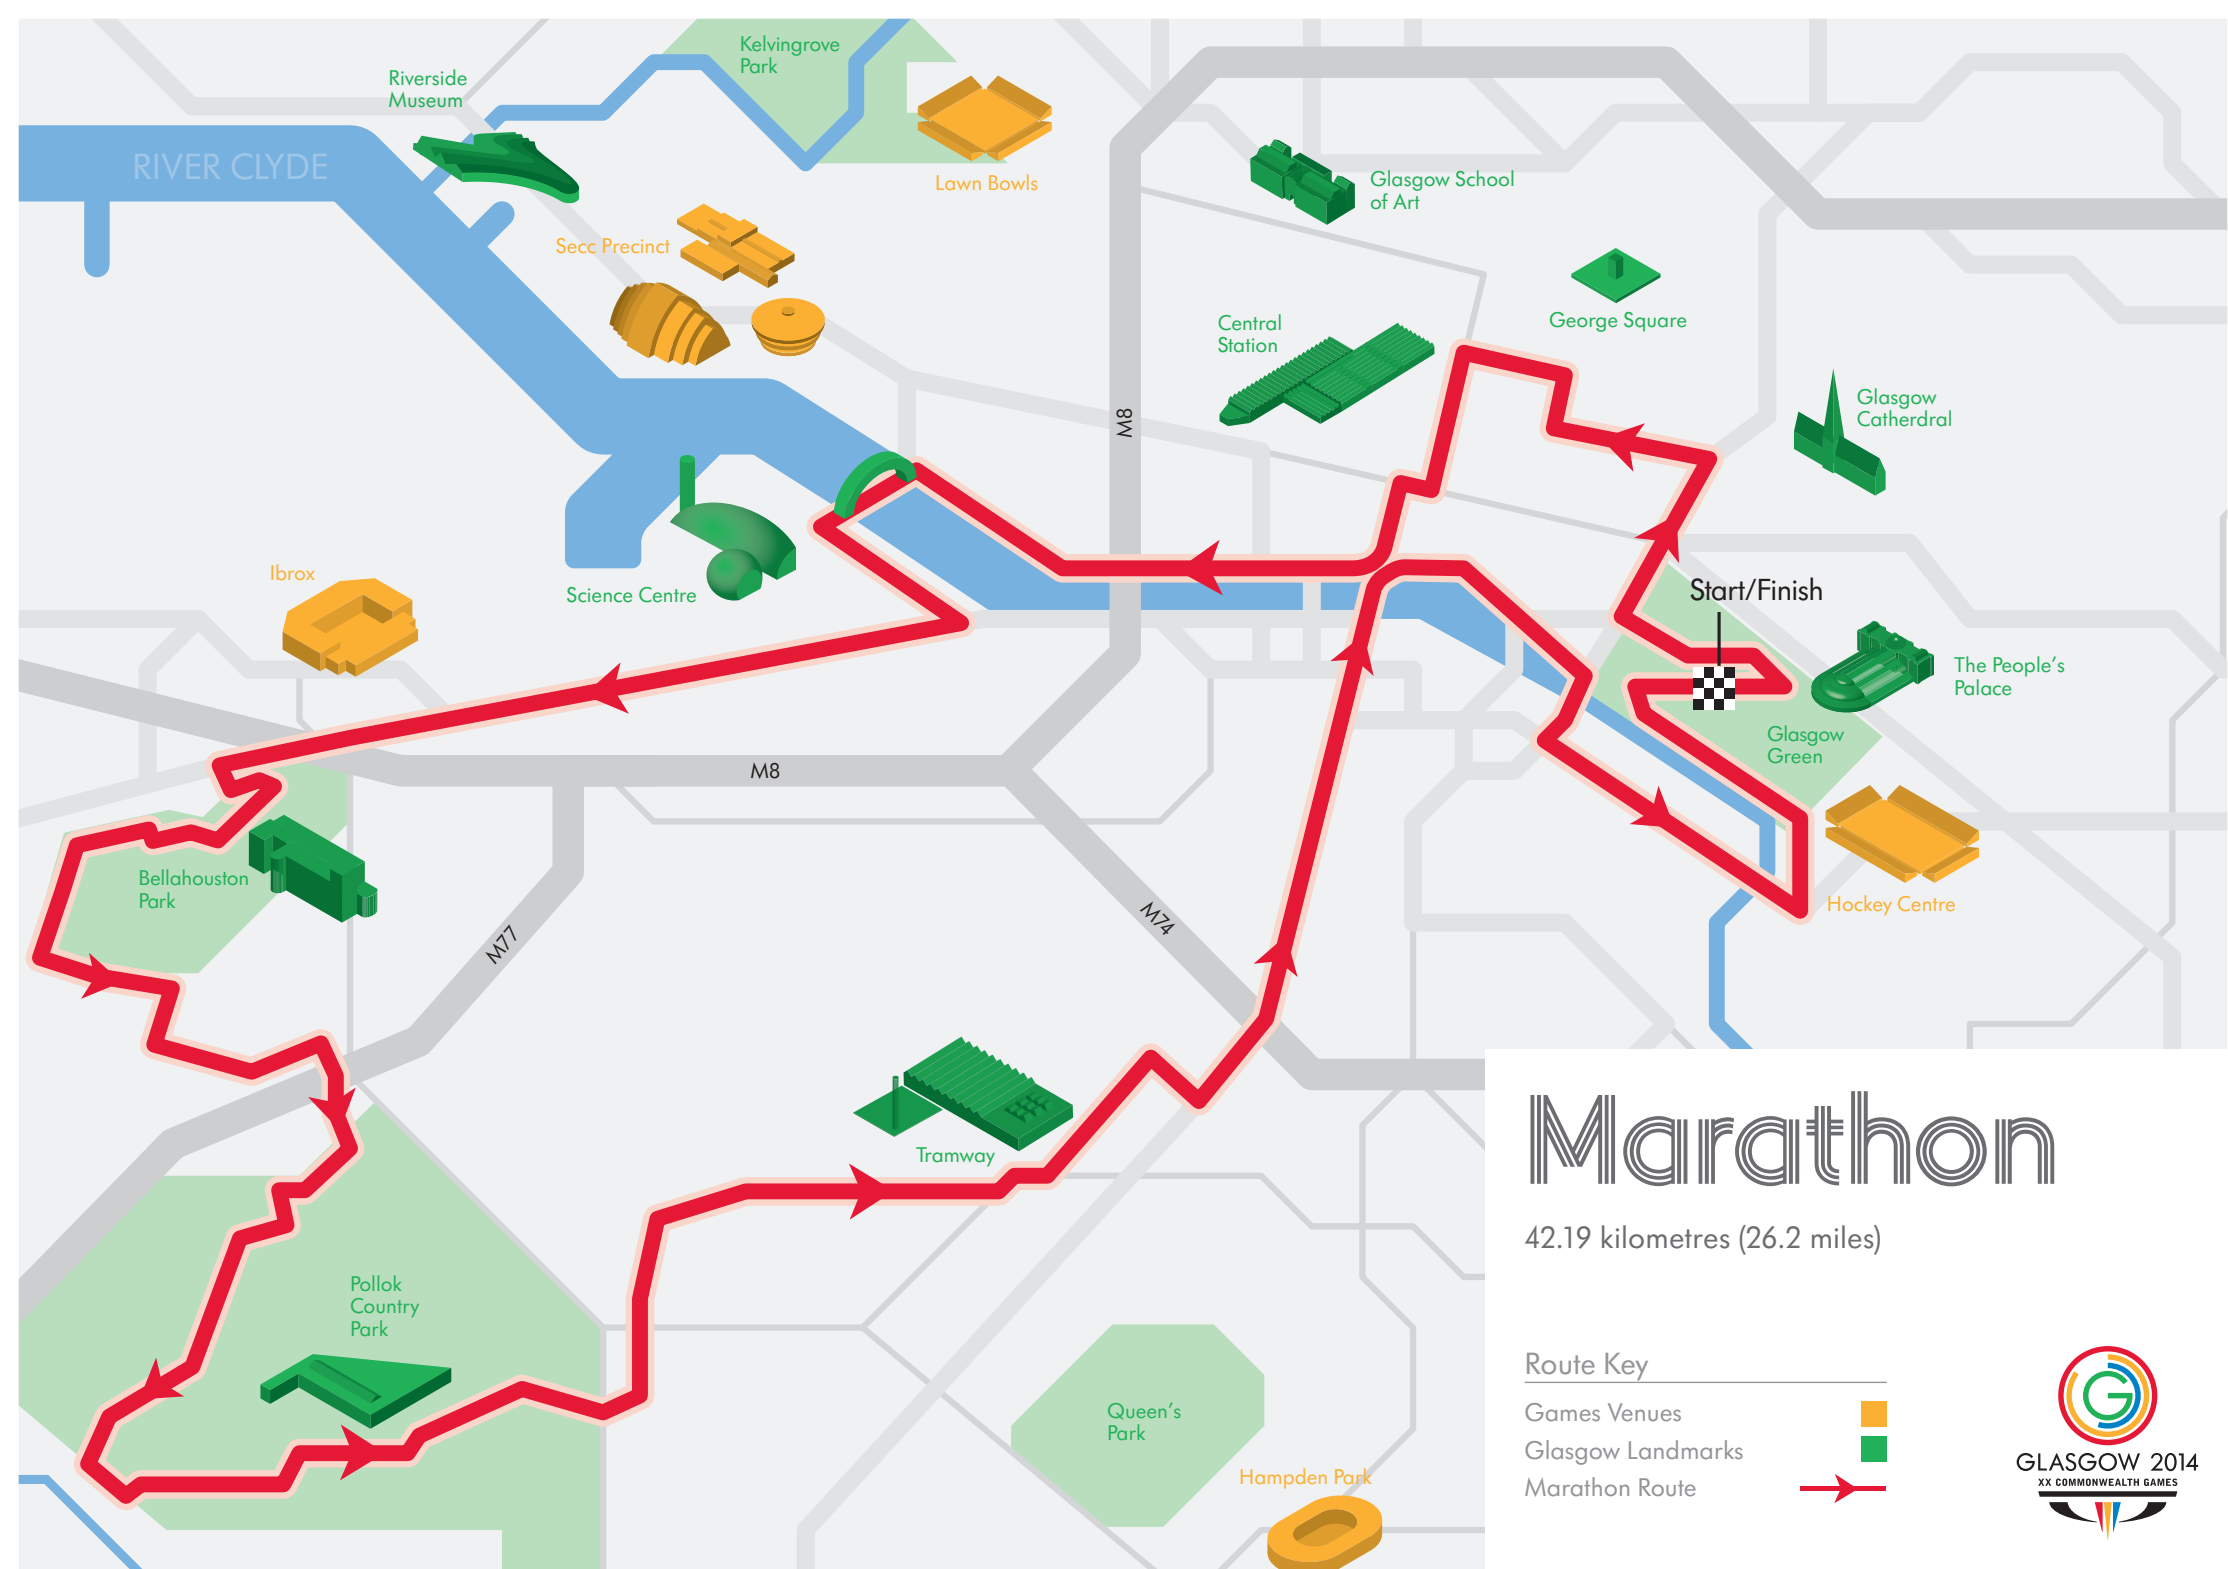 Kelvingrove
Park
Riverside
Museum
RIVER CLYDE
Lawn Bowls
Glasgow School
of Art
Secc Precinct
George Square
Central
Station
M8
Glasgow
Catherdral
Ibrox
Science Centre
Start/Finish
The People's
Palace
Glasgow
Green
M8
Bellahouston
Park
Hockey Centre
M77
M74
Tramway
Pollok
Country
Park
Queen's
Park
Hampden Park
Marathon
42.19 kilometres (26.2 miles)
Route Key
Games Venues
Glasgow Landmarks
Marathon Route
GLASGOW 2014
XX COMMONWEALTH GAMES